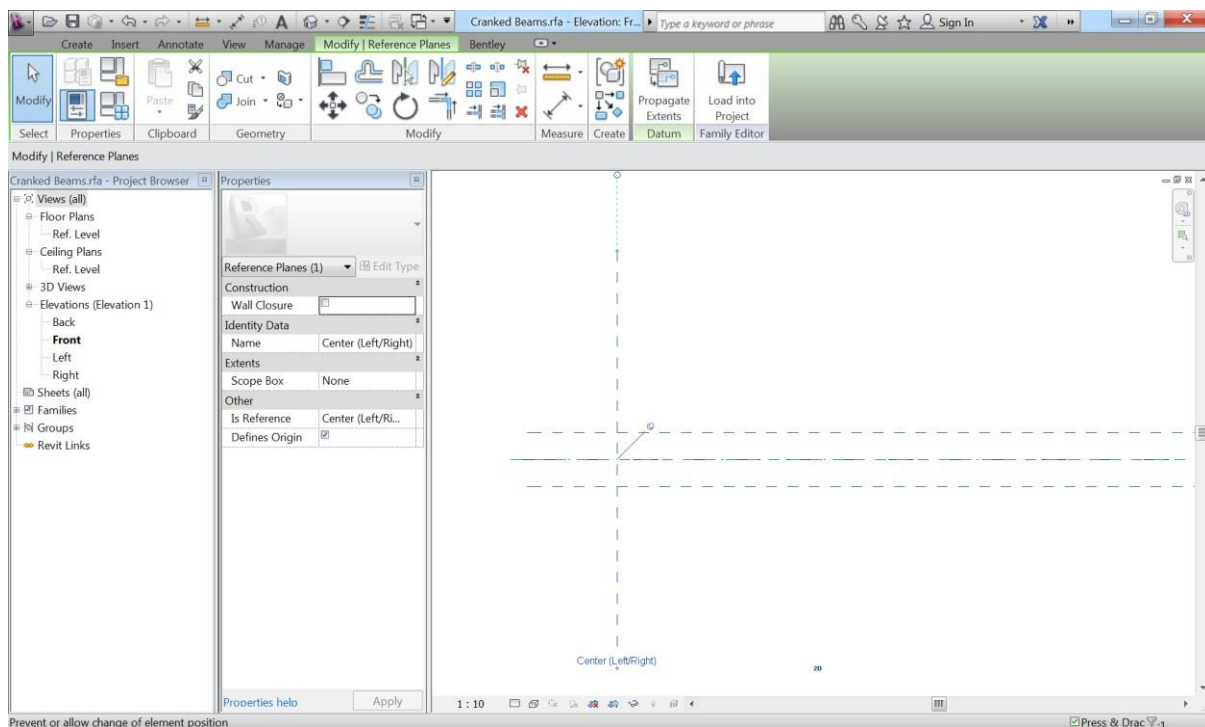 Cranked Beams.rfa - Elevation: Fr... Type a keyword or phrase Sign In
Create Insert Annotate View Manage Modify | Reference Planes Bentley
Modify Paste Cut Join Propagate Extents Load into Project
Select Properties Clipboard Geometry Modify Measure Create Datum Family Editor
Modify | Reference Planes
Cranked Beams.rfa - Project Browser
Views (all)
Floor Plans
Ref. Level
Ceiling Plans
Ref. Level
3D Views
Elevations (Elevation 1)
Back
Front
Left
Right
Sheets (all)
Families
Groups
Revit Links
Properties
Reference Planes (1) Edit Type
Construction
Wall Closure
Identity Data
Name Center (Left/Right)
Extents
Scope Box None
Other
Is Reference Center (Left/Ri...
Defines Origin
Properties help Apply
Center (Left/Right)
2D
1 : 10
Prevent or allow change of element position Press & Drag